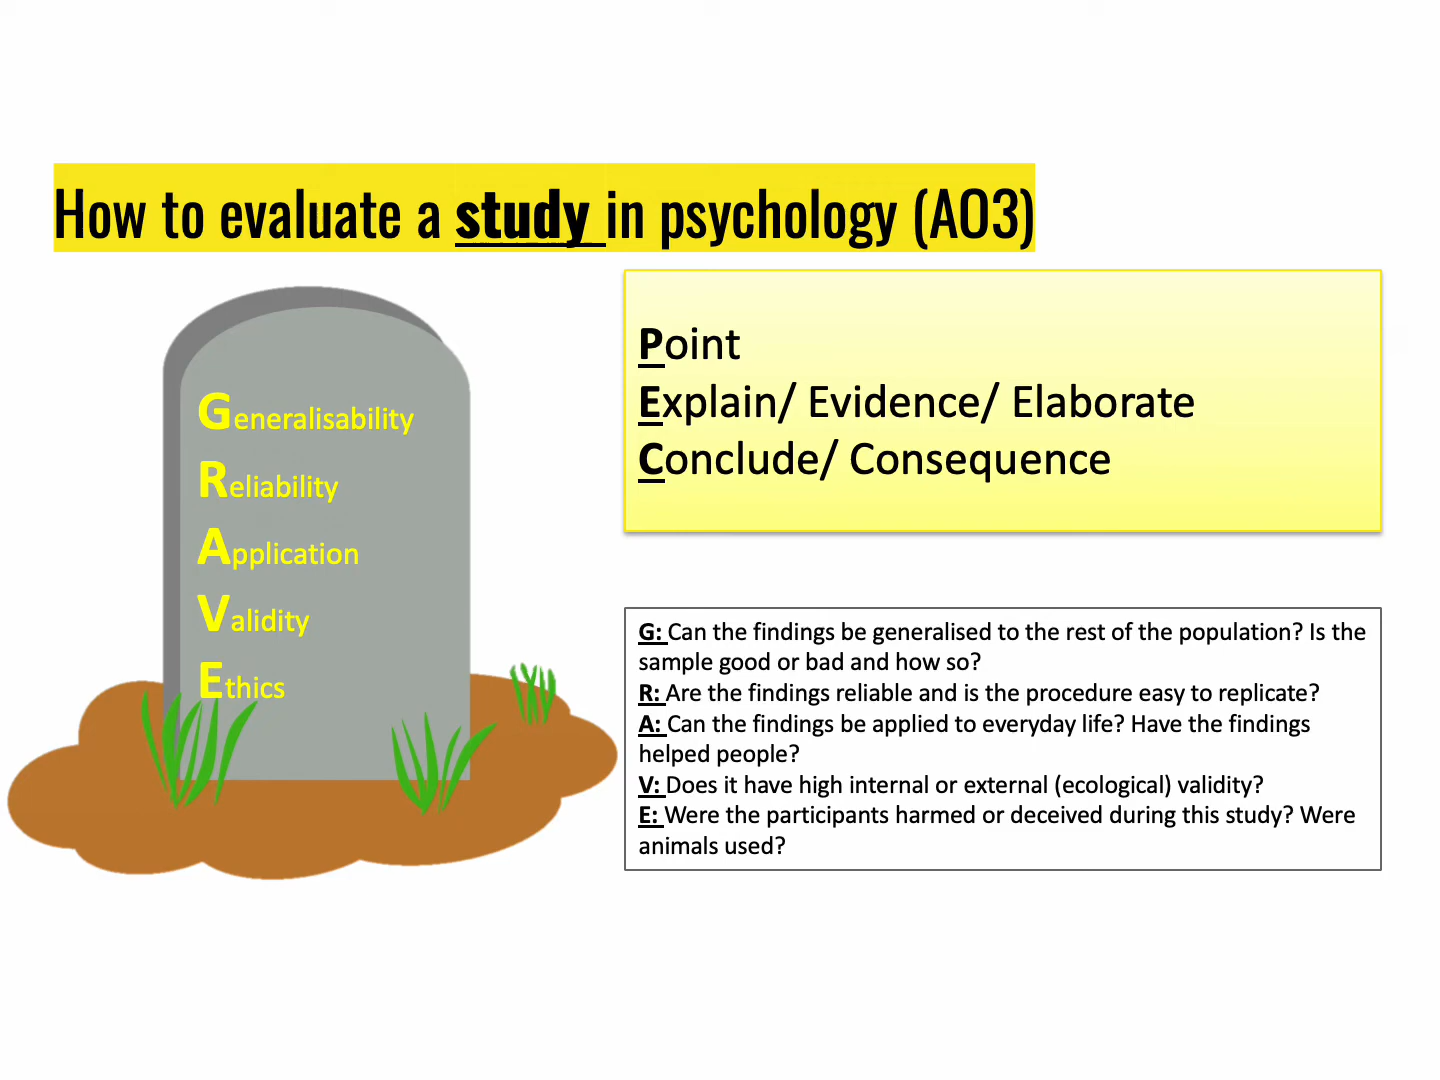 How to evaluate a study in psychology (AO3)
Generalisability
Reliability
Application
Validity
Ethics
Point
Explain/ Evidence/ Elaborate
Conclude/ Consequence
G: Can the findings be generalised to the rest of the population? Is the
sample good or bad and how so?
R: Are the findings reliable and is the procedure easy to replicate?
A: Can the findings be applied to everyday life? Have the findings
helped people?
V: Does it have high internal or external (ecological) validity?
E: Were the participants harmed or deceived during this study? Were
animals used?